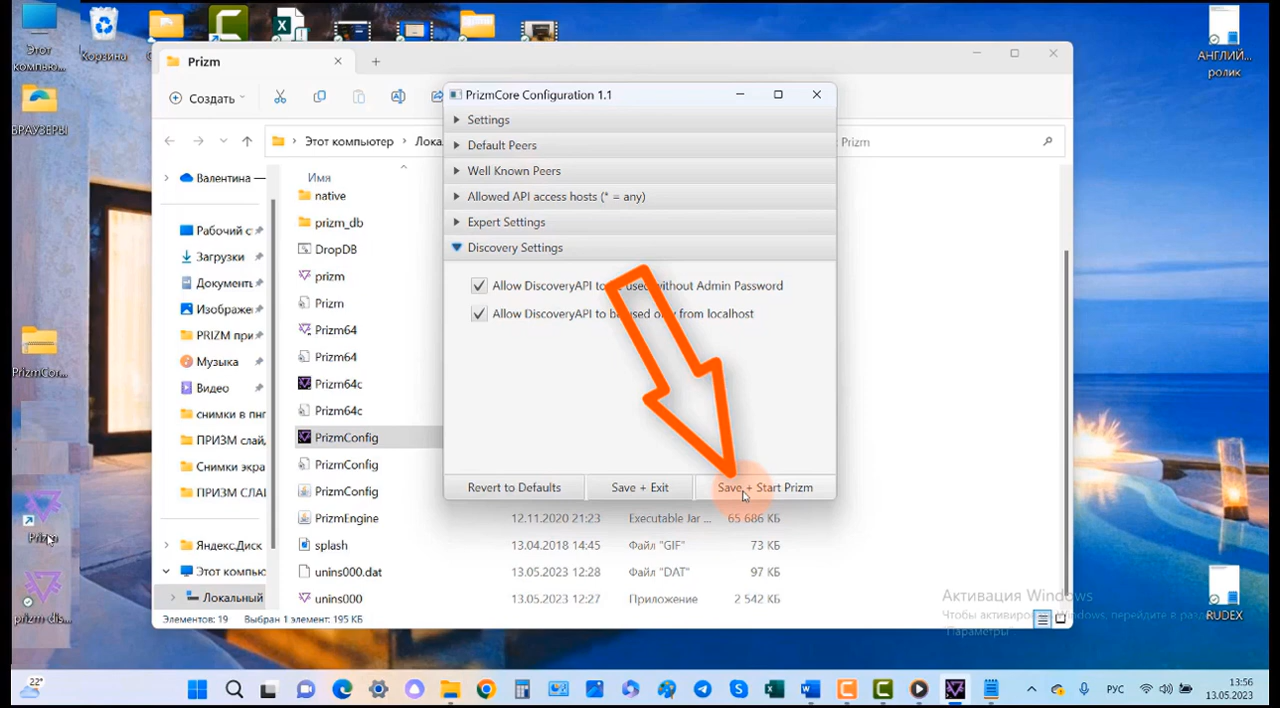 Этот
компью...
Корзина
БРАУЗЕРЫ
PrizmCor...
Prizm
prizm dis...
АНГЛИЙ...
ролик
RUDEX
Prizm
Создать
Этот компьютер
Лока
Prizm
PrizmCore Configuration 1.1
Settings
Default Peers
Well Known Peers
Allowed API access hosts (* = any)
Expert Settings
Discovery Settings
Allow DiscoveryAPI to be used without Admin Password
Allow DiscoveryAPI to be used only from localhost
Revert to Defaults
Save + Exit
Save + Start Prizm
Валентина —
Рабочий с
Загрузки
Документь
Изображе
PRIZM при
Музыка
Видео
снимки в пнг
ПРИЗМ слай
Снимки экра
ПРИЗМ СЛАЙ
Яндекс.Диск
Этот компью
Локальный
Имя
native
prizm_db
DropDB
prizm
Prizm
Prizm64
Prizm64
Prizm64c
Prizm64c
PrizmConfig
PrizmConfig
PrizmConfig
PrizmEngine 12.11.2020 21:23 Executable Jar ... 65 686 КБ
splash 13.04.2018 14:45 Файл "GIF" 73 КБ
unins000.dat 13.05.2023 12:28 Файл "DAT" 97 КБ
unins000 13.05.2023 12:27 Приложение 2 542 КБ
Элементов: 19 Выбран 1 элемент: 195 КБ
Активация Windows
Чтобы активировать Windows, перейдите в разд
"Параметры"
22°
РУС
13:56
13.05.2023